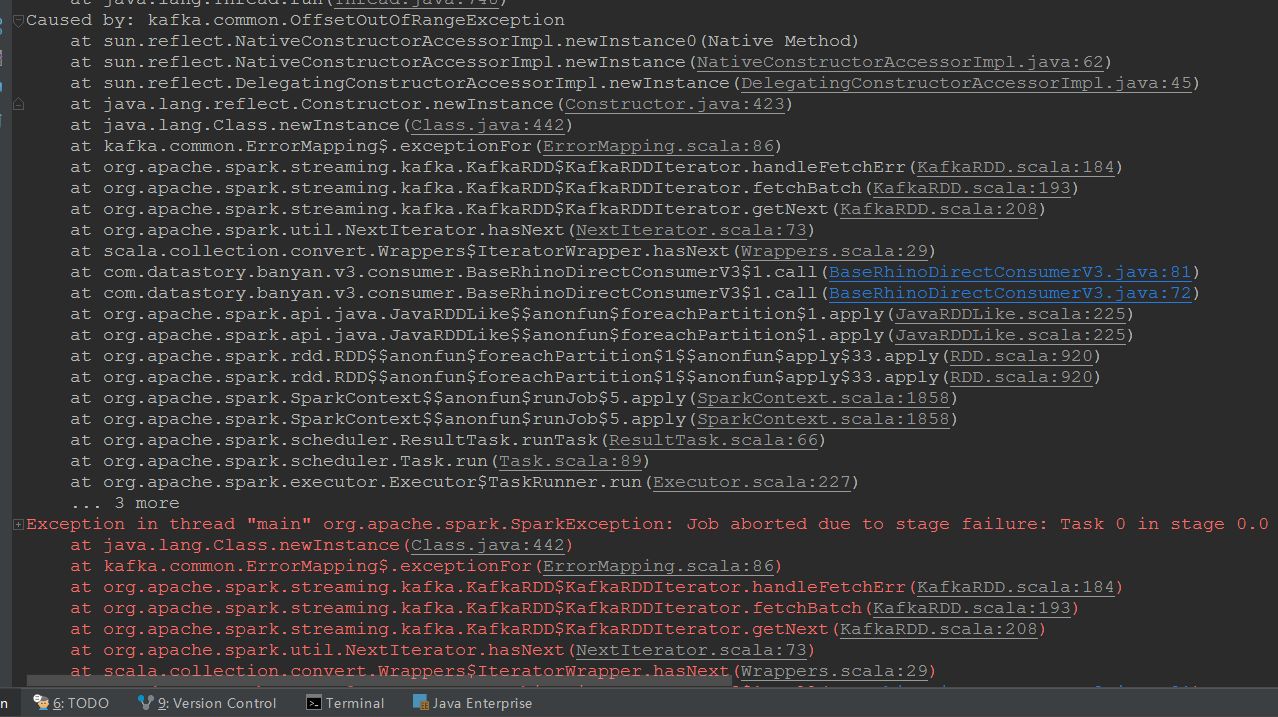 at java.lang.Thread.run(Thread.java:748)
Caused by: kafka.common.OffsetOutOfRangeException
at sun.reflect.NativeConstructorAccessorImpl.newInstance0(Native Method)
at sun.reflect.NativeConstructorAccessorImpl.newInstance(NativeConstructorAccessorImpl.java:62)
at sun.reflect.DelegatingConstructorAccessorImpl.newInstance(DelegatingConstructorAccessorImpl.java:45)
at java.lang.reflect.Constructor.newInstance(Constructor.java:423)
at java.lang.Class.newInstance(Class.java:442)
at kafka.common.ErrorMapping$.exceptionFor(ErrorMapping.scala:86)
at org.apache.spark.streaming.kafka.KafkaRDD$KafkaRDDIterator.handleFetchErr(KafkaRDD.scala:184)
at org.apache.spark.streaming.kafka.KafkaRDD$KafkaRDDIterator.fetchBatch(KafkaRDD.scala:193)
at org.apache.spark.streaming.kafka.KafkaRDD$KafkaRDDIterator.getNext(KafkaRDD.scala:208)
at org.apache.spark.util.NextIterator.hasNext(NextIterator.scala:73)
at scala.collection.convert.Wrappers$IteratorWrapper.hasNext(Wrappers.scala:29)
at com.datastory.banyan.v3.consumer.BaseRhinoDirectConsumerV3$1.call(BaseRhinoDirectConsumerV3.java:81)
at com.datastory.banyan.v3.consumer.BaseRhinoDirectConsumerV3$1.call(BaseRhinoDirectConsumerV3.java:72)
at org.apache.spark.api.java.JavaRDDLike$$anonfun$foreachPartition$1.apply(JavaRDDLike.scala:225)
at org.apache.spark.api.java.JavaRDDLike$$anonfun$foreachPartition$1.apply(JavaRDDLike.scala:225)
at org.apache.spark.rdd.RDD$$anonfun$foreachPartition$1$$anonfun$apply$33.apply(RDD.scala:920)
at org.apache.spark.rdd.RDD$$anonfun$foreachPartition$1$$anonfun$apply$33.apply(RDD.scala:920)
at org.apache.spark.SparkContext$$anonfun$runJob$5.apply(SparkContext.scala:1858)
at org.apache.spark.SparkContext$$anonfun$runJob$5.apply(SparkContext.scala:1858)
at org.apache.spark.scheduler.ResultTask.runTask(ResultTask.scala:66)
at org.apache.spark.scheduler.Task.run(Task.scala:89)
at org.apache.spark.executor.Executor$TaskRunner.run(Executor.scala:227)
... 3 more
Exception in thread "main" org.apache.spark.SparkException: Job aborted due to stage failure: Task 0 in stage 0.0
at java.lang.Class.newInstance(Class.java:442)
at kafka.common.ErrorMapping$.exceptionFor(ErrorMapping.scala:86)
at org.apache.spark.streaming.kafka.KafkaRDD$KafkaRDDIterator.handleFetchErr(KafkaRDD.scala:184)
at org.apache.spark.streaming.kafka.KafkaRDD$KafkaRDDIterator.fetchBatch(KafkaRDD.scala:193)
at org.apache.spark.streaming.kafka.KafkaRDD$KafkaRDDIterator.getNext(KafkaRDD.scala:208)
at org.apache.spark.util.NextIterator.hasNext(NextIterator.scala:73)
at scala.collection.convert.Wrappers$IteratorWrapper.hasNext(Wrappers.scala:29)
n 6: TODO 9: Version Control Terminal Java Enterprise